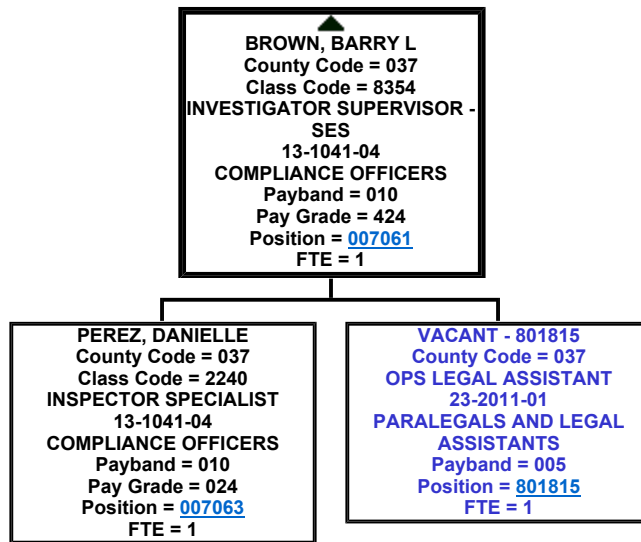 BROWN, BARRY L
County Code = 037
Class Code = 8354
INVESTIGATOR SUPERVISOR -
SES
13-1041-04
COMPLIANCE OFFICERS
Payband = 010
Pay Grade = 424
Position = 007061
FTE = 1
PEREZ, DANIELLE
County Code = 037
Class Code = 2240
INSPECTOR SPECIALIST
13-1041-04
COMPLIANCE OFFICERS
Payband = 010
Pay Grade = 024
Position = 007063
FTE = 1
VACANT - 801815
County Code = 037
OPS LEGAL ASSISTANT
23-2011-01
PARALEGALS AND LEGAL
ASSISTANTS
Payband = 005
Position = 801815
FTE = 1